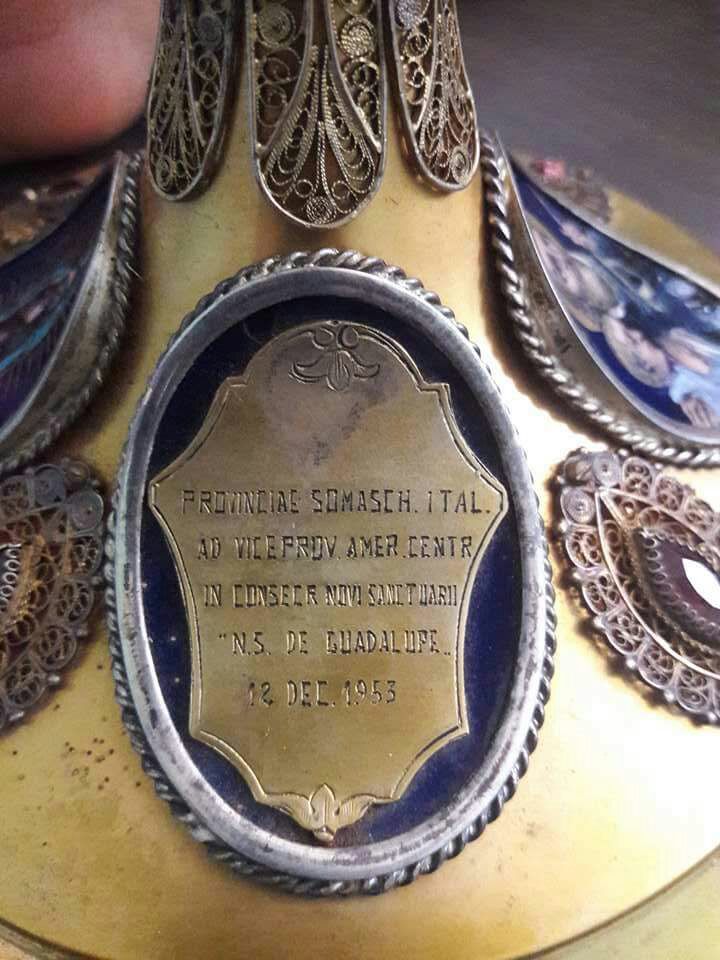 PROVINCIAE SOMASCH. ITAL.
AD VICEPROV. AMER. CENTR
IN CONSECR NOVI SANCTUARII
"N.S. DE GUADALUPE„
12 DEC. 1953